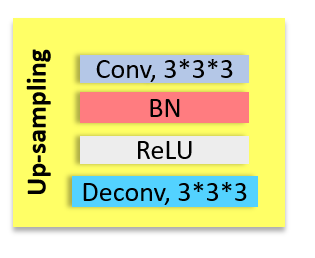 Up-sampling
Conv, 3*3*3
BN
ReLU
Deconv, 3*3*3